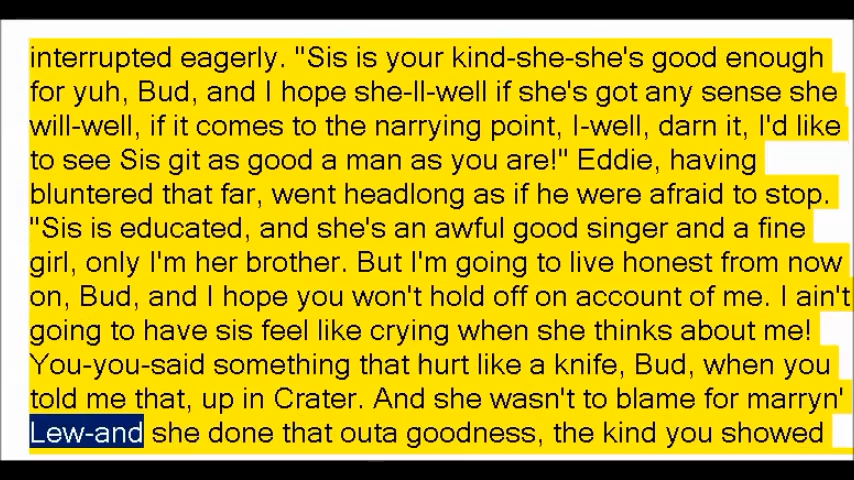 interrupted eagerly. "Sis is your kind-she-she's good enough
for yuh, Bud, and I hope she-ll-well if she's got any sense she
will-well, if it comes to the narrying point, I-well, darn it, I'd like
to see Sis git as good a man as you are!" Eddie, having
bluntered that far, went headlong as if he were afraid to stop.
"Sis is educated, and she's an awful good singer and a fine
girl, only I'm her brother. But I'm going to live honest from now
on, Bud, and I hope you won't hold off on account of me. I ain't
going to have sis feel like crying when she thinks about me!
You-you-said something that hurt like a knife, Bud, when you
told me that, up in Crater. And she wasn't to blame for marryn'
Lew-and she done that outa goodness, the kind you showed